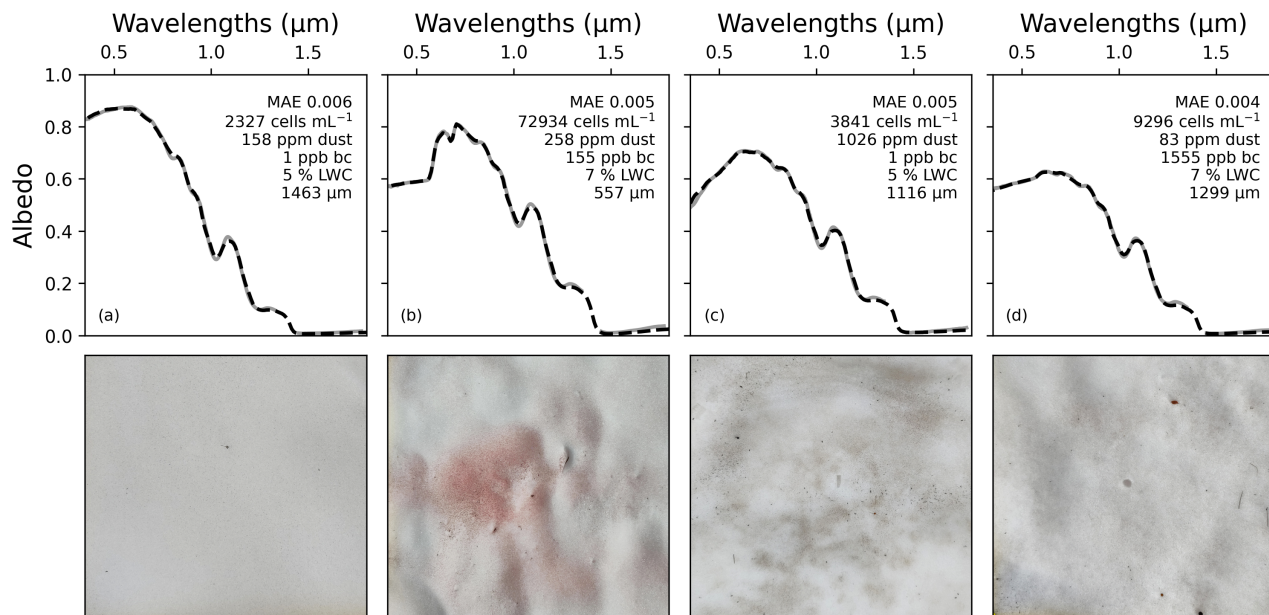 Wavelengths (μm) Wavelengths (μm) Wavelengths (μm) Wavelengths (μm)
0.5 1.0 1.5 0.5 1.0 1.5 0.5 1.0 1.5 0.5 1.0 1.5
Albedo
1.0
0.8
0.6
0.4
0.2
0.0
MAE 0.006
2327 cells mL⁻¹
158 ppm dust
1 ppb bc
5 % LWC
1463 μm
(a)
MAE 0.005
72934 cells mL⁻¹
258 ppm dust
155 ppb bc
7 % LWC
557 μm
(b)
MAE 0.005
3841 cells mL⁻¹
1026 ppm dust
1 ppb bc
5 % LWC
1116 μm
(c)
MAE 0.004
9296 cells mL⁻¹
83 ppm dust
1555 ppb bc
7 % LWC
1299 μm
(d)